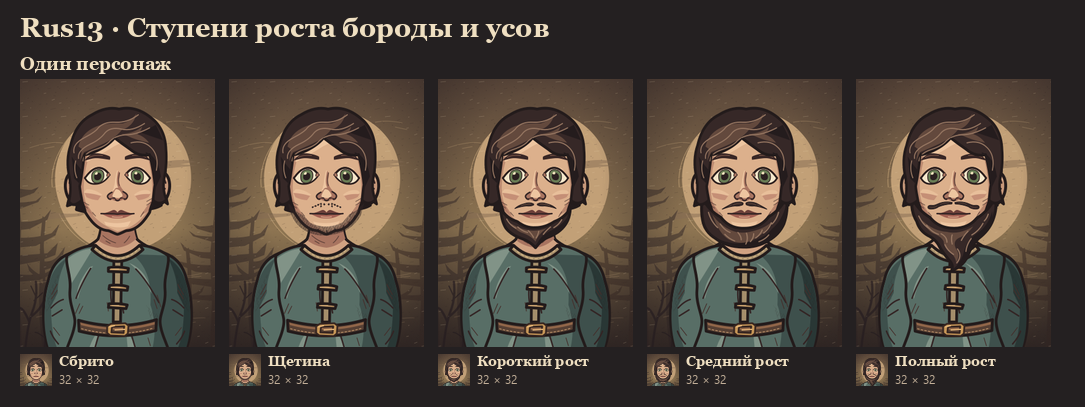 Rus13 · Ступени роста бороды и усов
Один персонаж
Сбрито
32 × 32
Щетина
32 × 32
Короткий рост
32 × 32
Средний рост
32 × 32
Полный рост
32 × 32